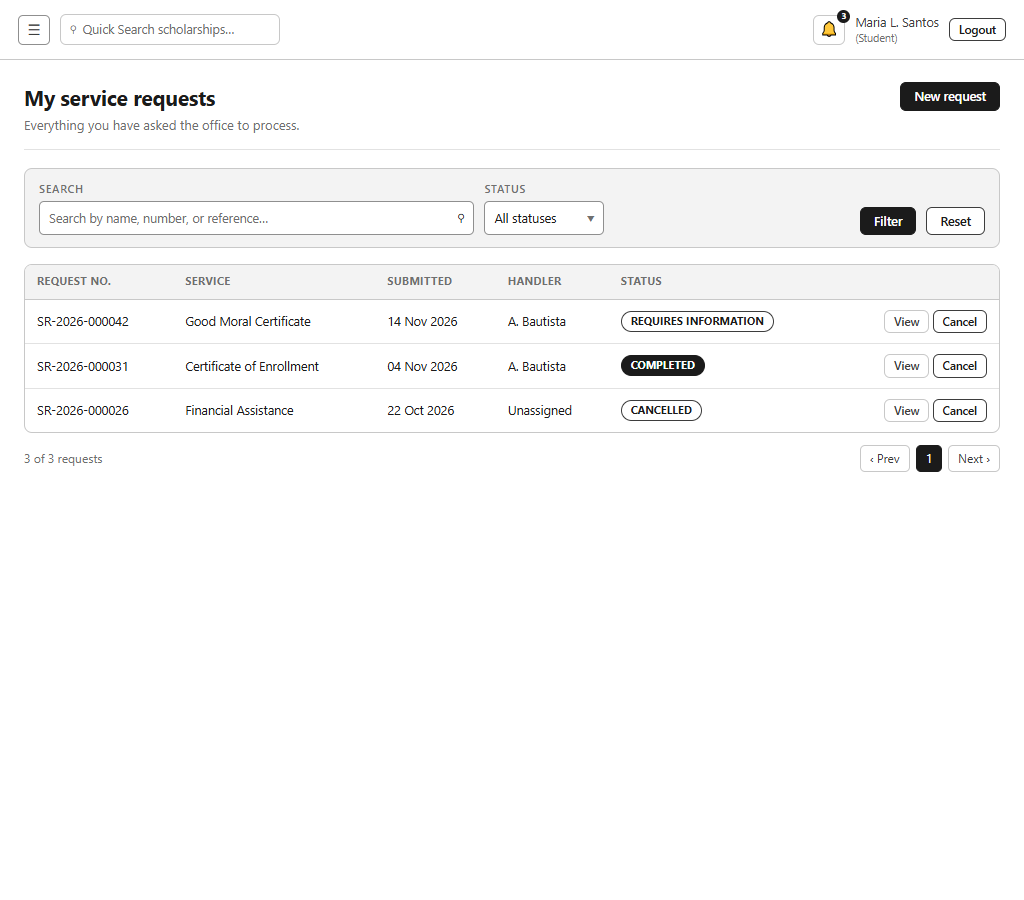 ☰
Quick Search scholarships...
3
Maria L. Santos
(Student)
Logout
My service requests
New request
Everything you have asked the office to process.
SEARCH
STATUS
Search by name, number, or reference...
All statuses
Filter
Reset
REQUEST NO. SERVICE SUBMITTED HANDLER STATUS
SR-2026-000042 Good Moral Certificate 14 Nov 2026 A. Bautista REQUIRES INFORMATION View Cancel
SR-2026-000031 Certificate of Enrollment 04 Nov 2026 A. Bautista COMPLETED View Cancel
SR-2026-000026 Financial Assistance 22 Oct 2026 Unassigned CANCELLED View Cancel
3 of 3 requests
‹ Prev 1 Next ›